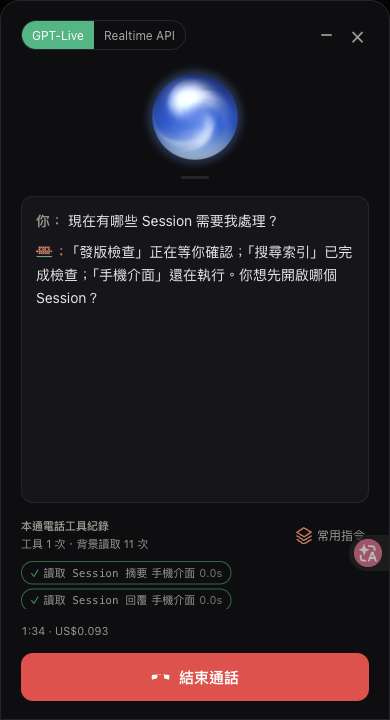 GPT-Live
Realtime API
你： 現在有哪些 Session 需要我處理？
：「發版檢查」正在等你確認；「搜尋索引」已完
成檢查；「手機介面」還在執行。你想先開啟哪個
Session？
本通電話工具紀錄
工具 1 次 · 背景讀取 11 次
常用指令
✓ 讀取 Session 摘要 手機介面 0.0s
✓ 讀取 Session 回覆 手機介面 0.0s
1:34 · US$0.093
結束通話